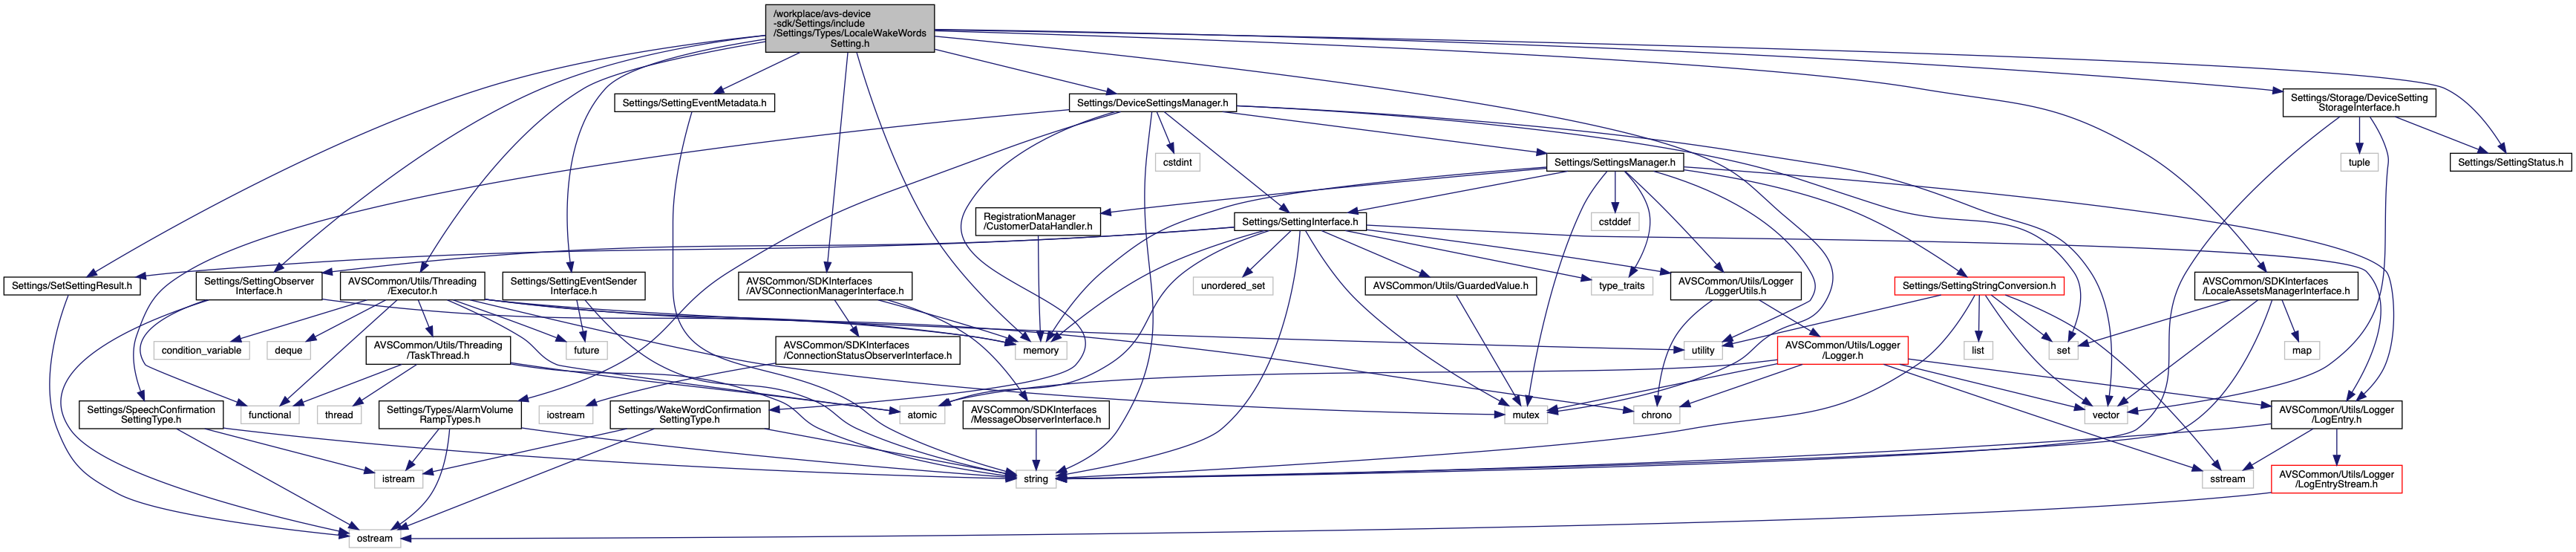 /workplace/avs-device
-sdk/Settings/include
/Settings/Types/LocaleWakeWords
Setting.h
Settings/SettingEventMetadata.h
Settings/DeviceSettingsManager.h
Settings/Storage/DeviceSetting
StorageInterface.h
cstdint
Settings/SettingsManager.h
tuple
Settings/SettingStatus.h
RegistrationManager
/CustomerDataHandler.h
Settings/SettingInterface.h
cstddef
Settings/SetSettingResult.h
Settings/SettingObserver
Interface.h
AVSCommon/Utils/Threading
/Executor.h
Settings/SettingEventSender
Interface.h
AVSCommon/SDKInterfaces
/AVSConnectionManagerInterface.h
unordered_set
AVSCommon/Utils/GuardedValue.h
type_traits
AVSCommon/Utils/Logger
/LoggerUtils.h
Settings/SettingStringConversion.h
AVSCommon/SDKInterfaces
/LocaleAssetsManagerInterface.h
condition_variable
deque
AVSCommon/Utils/Threading
/TaskThread.h
future
AVSCommon/SDKInterfaces
/ConnectionStatusObserverInterface.h
memory
utility
AVSCommon/Utils/Logger
/Logger.h
list
set
map
Settings/SpeechConfirmation
SettingType.h
functional
thread
Settings/Types/AlarmVolume
RampTypes.h
iostream
Settings/WakeWordConfirmation
SettingType.h
atomic
AVSCommon/SDKInterfaces
/MessageObserverInterface.h
mutex
chrono
vector
AVSCommon/Utils/Logger
/LogEntry.h
istream
string
sstream
AVSCommon/Utils/Logger
/LogEntryStream.h
ostream